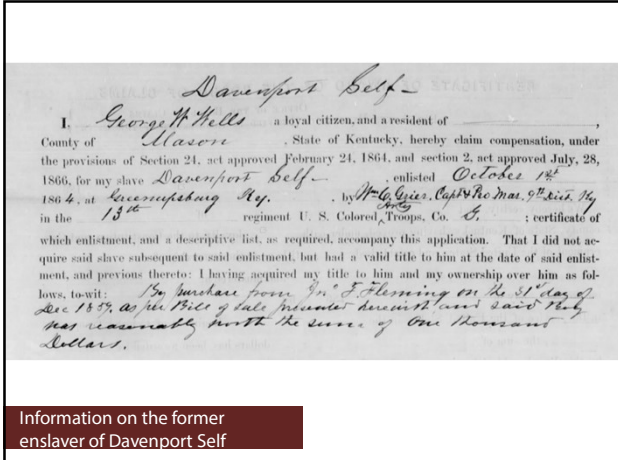 Davenport Self –
I, George W Wells a loyal citizen, and a resident of ,
County of Mason , State of Kentucky, hereby claim compensation, under
the provisions of Section 24, act approved February 24, 1864, and section 2, act approved July, 28,
1866, for my slave Davenport Self – , enlisted October 1st
1864, at Greenupsburg Ky. , by Wm C. Grier, Capt & Pro Mar. 9th Dist. Ky
in the 13th regiment U. S. Colored Arty Troops, Co. G. ; certificate of
which enlistment, and a descriptive list, as required, accompany this application. That I did not ac-
quire said slave subsequent to said enlistment, but had a valid title to him at the date of said enlist-
ment, and previous thereto: I having acquired my title to him and my ownership over him as fol-
lows, to-wit: By purchase from Jno F. Fleming on the 31st day of
Dec 1859. as per Bill of sale presented herewith and said Boy
was reasonably worth the sum of One thousand
Dollars.
Information on the former
enslaver of Davenport Self